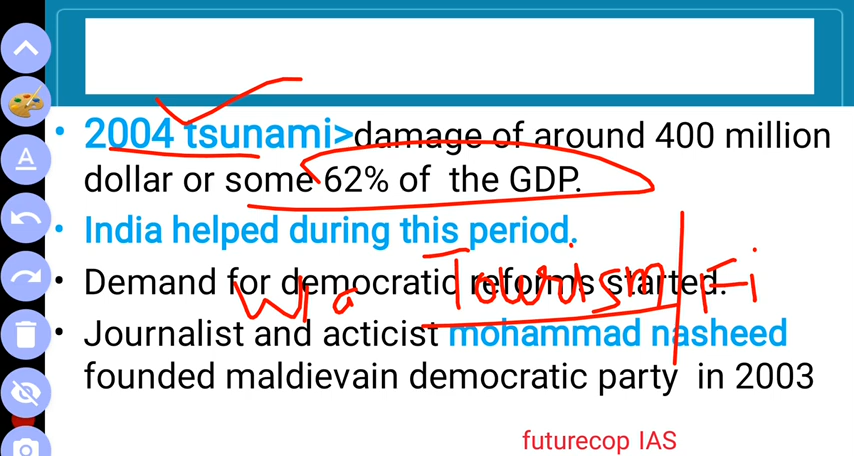 2004 tsunami>damage of around 400 million
dollar or some 62% of the GDP.
India helped during this period.
Demand for democratic reforms started.
Tourism Fi
Journalist and acticist mohammad nasheed
founded maldievain democratic party in 2003
futurecop IAS
A